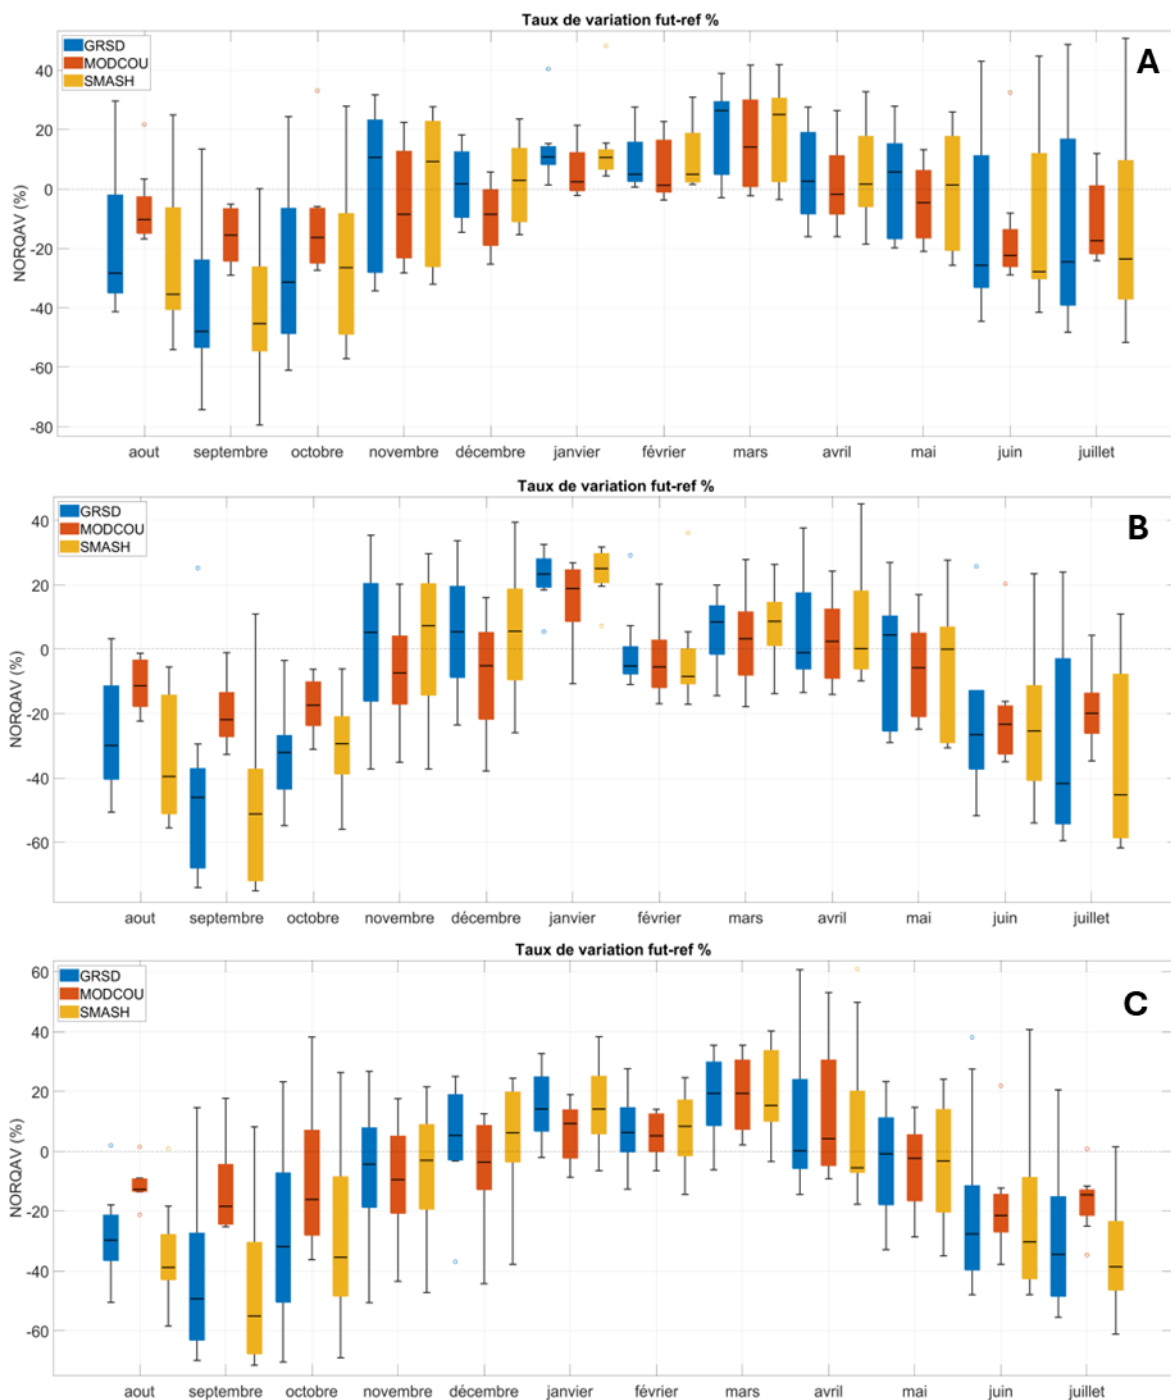 Taux de variation fut-ref %
GRSD
MODCOU
SMASH
A
NORQAV (%)
40
20
0
-20
-40
-60
-80
aout septembre octobre novembre décembre janvier février mars avril mai juin juillet
Taux de variation fut-ref %
GRSD
MODCOU
SMASH
B
NORQAV (%)
40
20
0
-20
-40
-60
aout septembre octobre novembre décembre janvier février mars avril mai juin juillet
Taux de variation fut-ref %
GRSD
MODCOU
SMASH
C
NORQAV (%)
60
40
20
0
-20
-40
-60
aout septembre octobre novembre décembre janvier février mars avril mai juin juillet